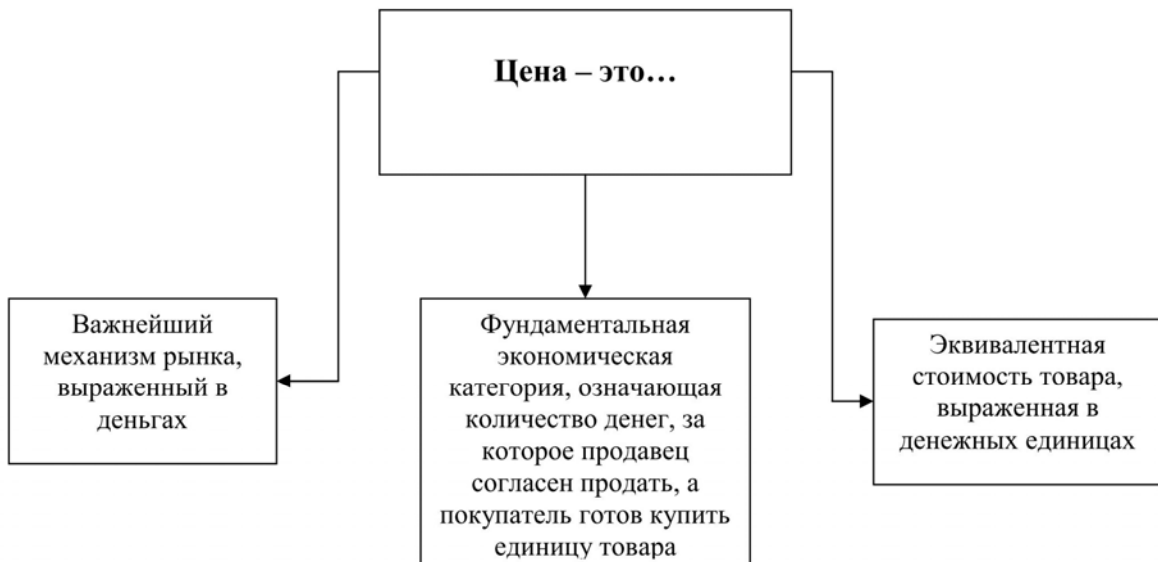 Цена – это…
Важнейший
механизм рынка,
выраженный в
деньгах
Фундаментальная
экономическая
категория, означающая
количество денег, за
которое продавец
согласен продать, а
покупатель готов купить
единицу товара
Эквивалентная
стоимость товара,
выраженная в
денежных единицах